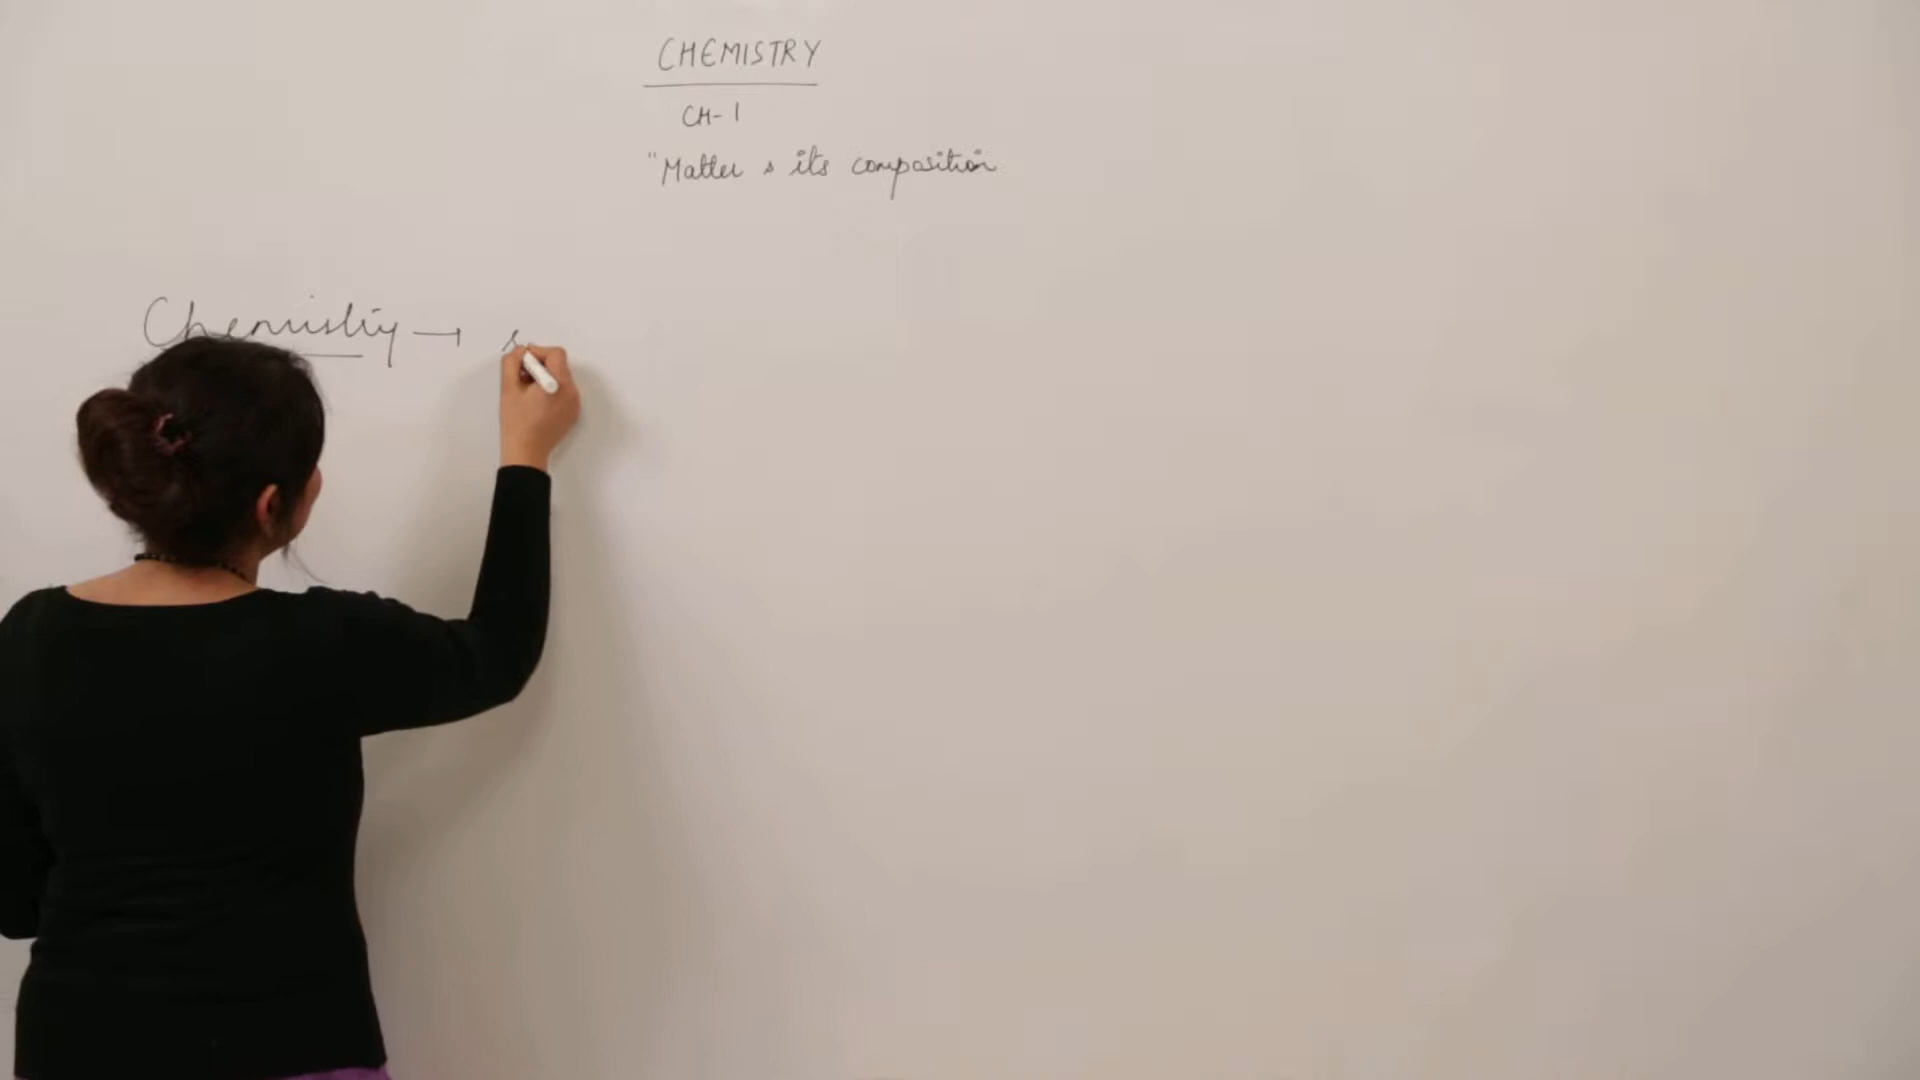 CHEMISTRY
CH-1
"Matter & its composition
Chemistry → s